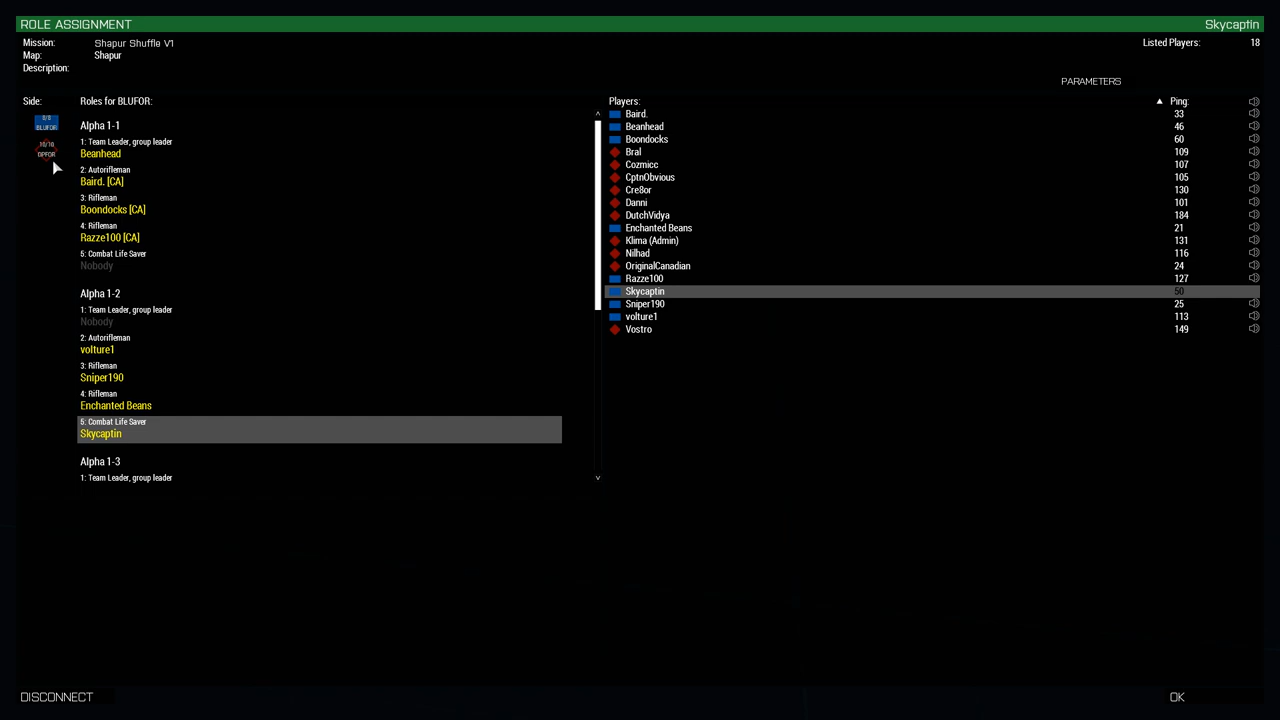 ROLE ASSIGNMENT
Skycaptin
Mission: Shapur Shuffle V1
Listed Players: 18
Map: Shapur
Description:
PARAMETERS
Side:
BLUFOR
10/10
OPFOR
Roles for BLUFOR:
Alpha 1-1
1: Team Leader, group leader
Beanhead
2: Autorifleman
Baird. [CA]
3: Rifleman
Boondocks [CA]
4: Rifleman
Razze100 [CA]
5: Combat Life Saver
Nobody
Alpha 1-2
1: Team Leader, group leader
Nobody
2: Autorifleman
volture1
3: Rifleman
Sniper190
4: Rifleman
Enchanted Beans
5: Combat Life Saver
Skycaptin
Alpha 1-3
1: Team Leader, group leader
Players: Ping:
Baird. 33
Beanhead 46
Boondocks 60
Bral 109
Cozmicc 107
CptnObvious 105
Cre8or 130
Danni 101
DutchVidya 184
Enchanted Beans 21
Klima (Admin) 131
Nilhad 116
OriginalCanadian 24
Razze100 127
Skycaptin 50
Sniper190 25
volture1 113
Vostro 149
DISCONNECT
OK